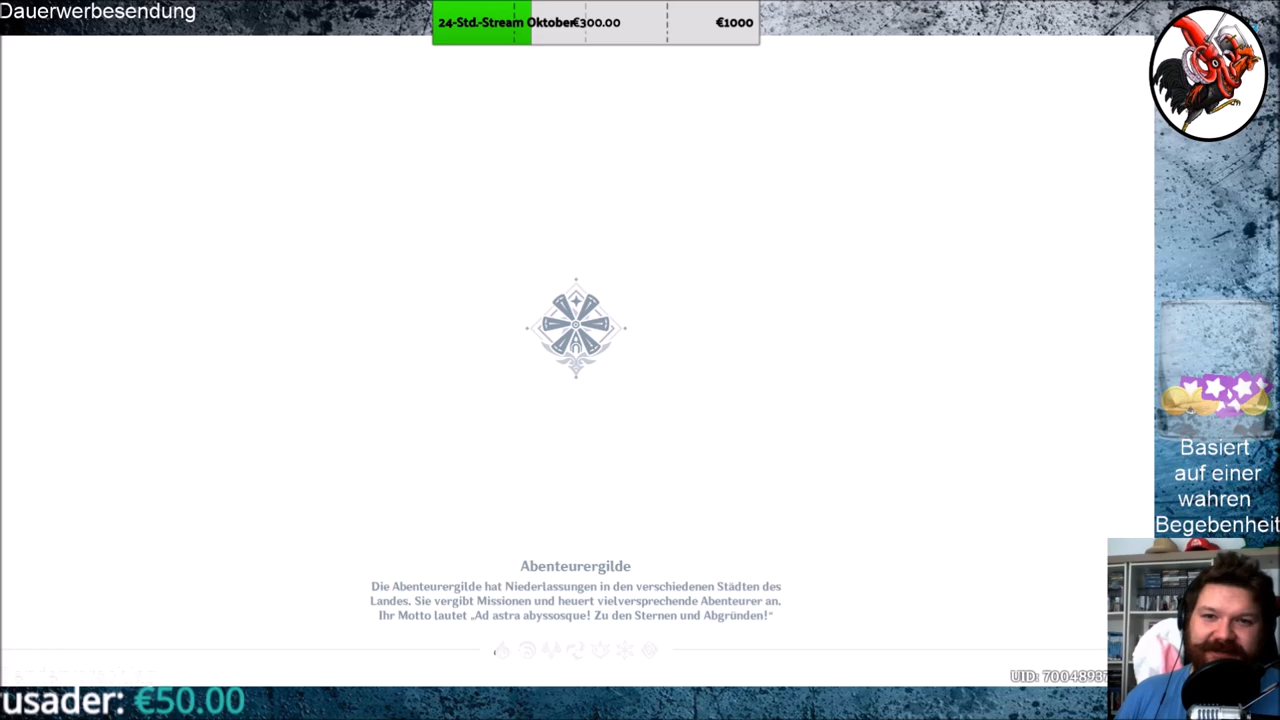 Dauerwerbesendung
24-Std.-Stream Oktober €300.00 €1000
Basiert
auf einer
wahren
Begebenheit
Abenteurergilde
Die Abenteurergilde hat Niederlassungen in den verschiedenen Städten des
Landes. Sie vergibt Missionen und heuert vielversprechende Abenteurer an.
Ihr Motto lautet „Ad astra abyssosque! Zu den Sternen und Abgründen!“
UID: 7004893
usader: €50.00